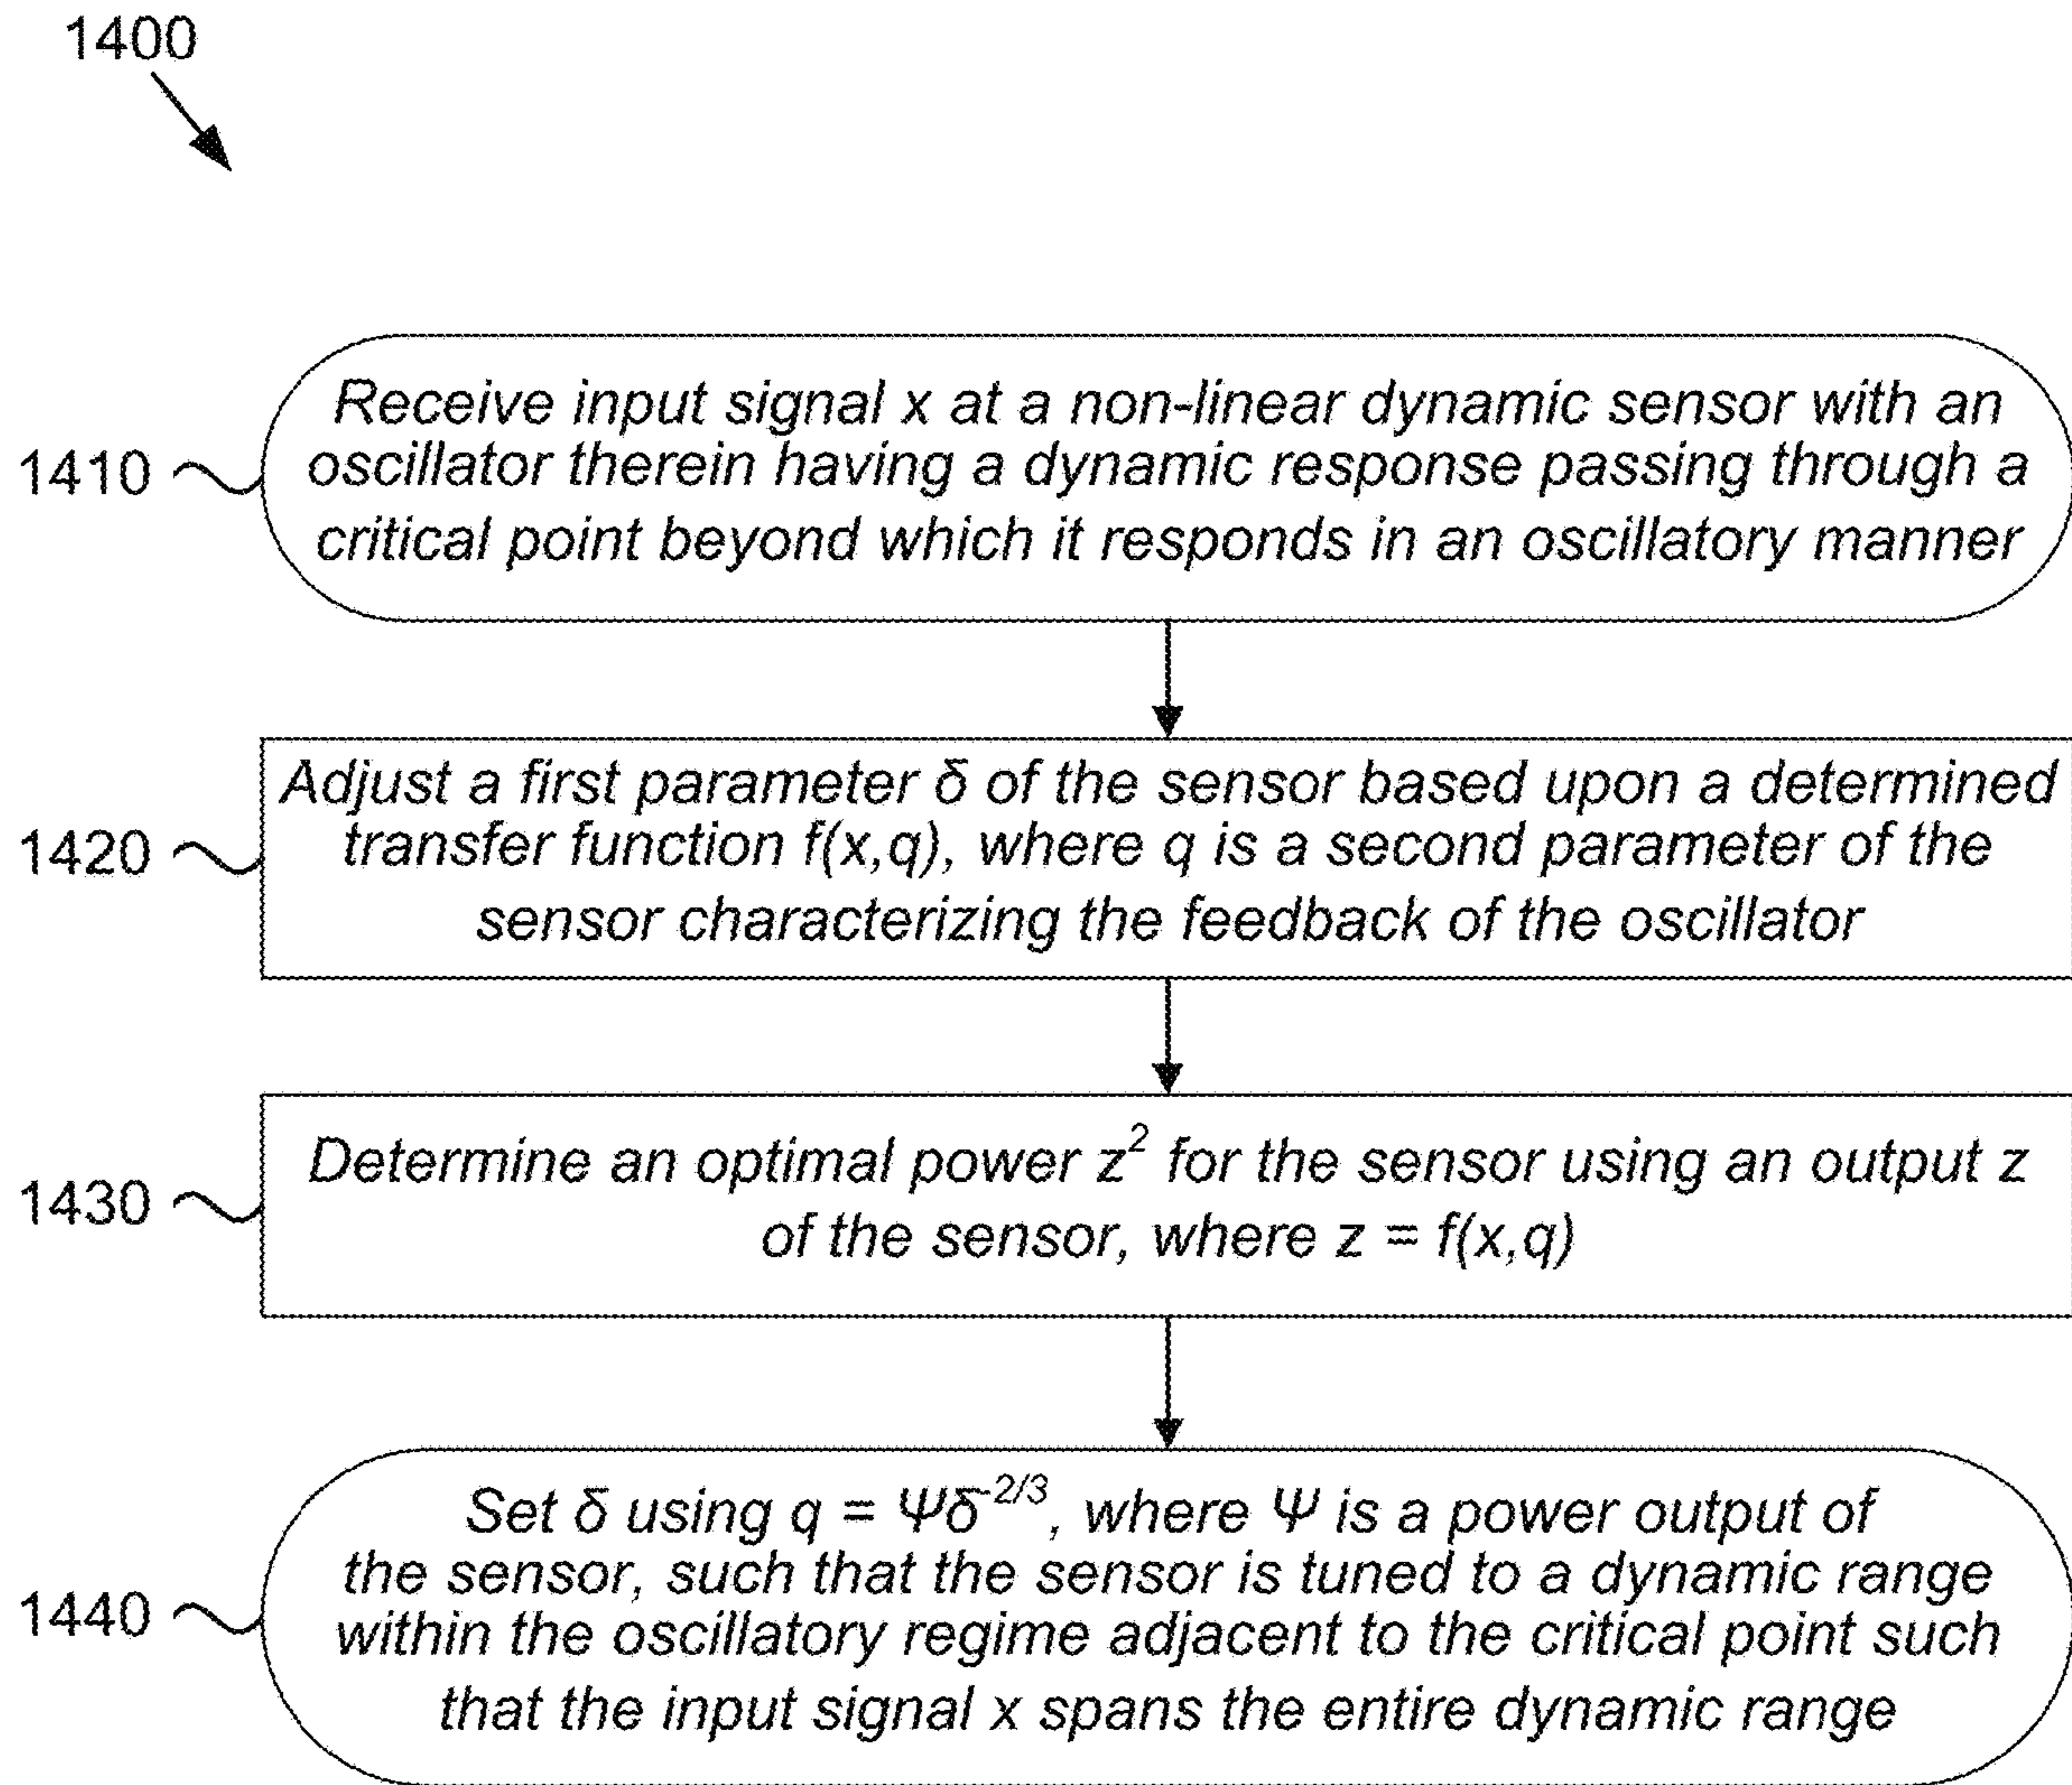 1400
1410
Receive input signal x at a non-linear dynamic sensor with an
oscillator therein having a dynamic response passing through a
critical point beyond which it responds in an oscillatory manner
1420
Adjust a first parameter δ of the sensor based upon a determined
transfer function f(x,q), where q is a second parameter of the
sensor characterizing the feedback of the oscillator
1430
Determine an optimal power z² for the sensor using an output z
of the sensor, where z = f(x,q)
1440
Set δ using q = Ψδ^-2/3, where Ψ is a power output of
the sensor, such that the sensor is tuned to a dynamic range
within the oscillatory regime adjacent to the critical point such
that the input signal x spans the entire dynamic range